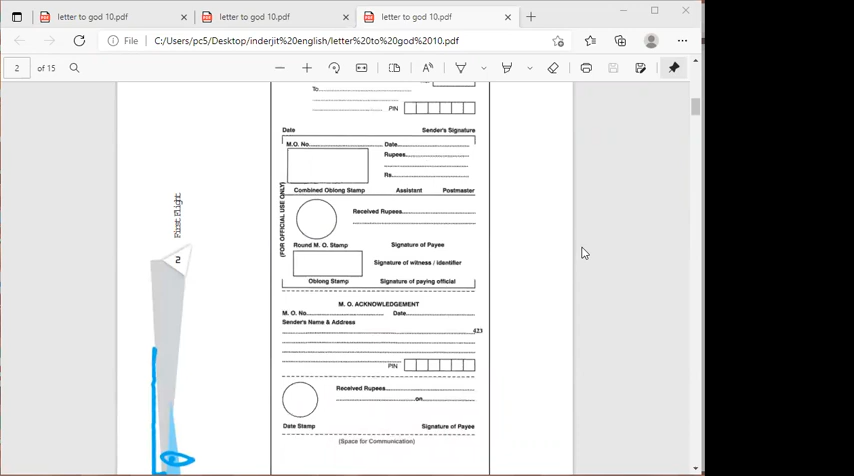 letter to god 10.pdf
letter to god 10.pdf
letter to god 10.pdf
File C:/Users/pc5/Desktop/inderjit%20english/letter%20to%20god%2010.pdf
2 of 15
To
PIN
Date Sender's Signature
M.O. No. Date
Rupees
Rs
Combined Oblong Stamp Assistant Postmaster
(FOR OFFICIAL USE ONLY)
Received Rupees
Round M. O. Stamp Signature of Payee
Signature of witness / identifier
Oblong Stamp Signature of paying official
M. O. ACKNOWLEDGEMENT
M. O. No. Date
Sender's Name & Address
423
PIN
Received Rupees
on
Date Stamp Signature of Payee
(Space for Communication)
First Flight
2